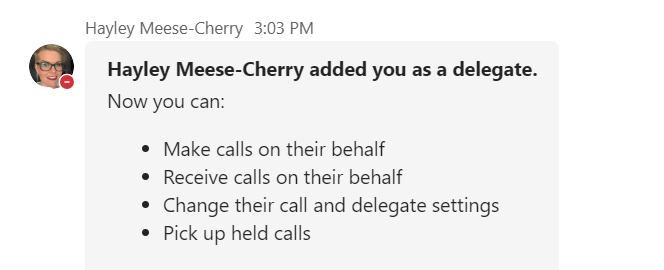 Hayley Meese-Cherry 3:03 PM
Hayley Meese-Cherry added you as a delegate.
Now you can:
• Make calls on their behalf
• Receive calls on their behalf
• Change their call and delegate settings
• Pick up held calls